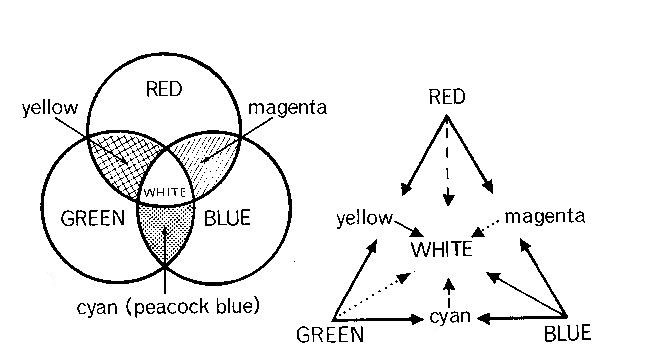 RED
yellow
magenta
WHITE
GREEN
BLUE
cyan (peacock blue)
RED
yellow
magenta
WHITE
cyan
GREEN
BLUE